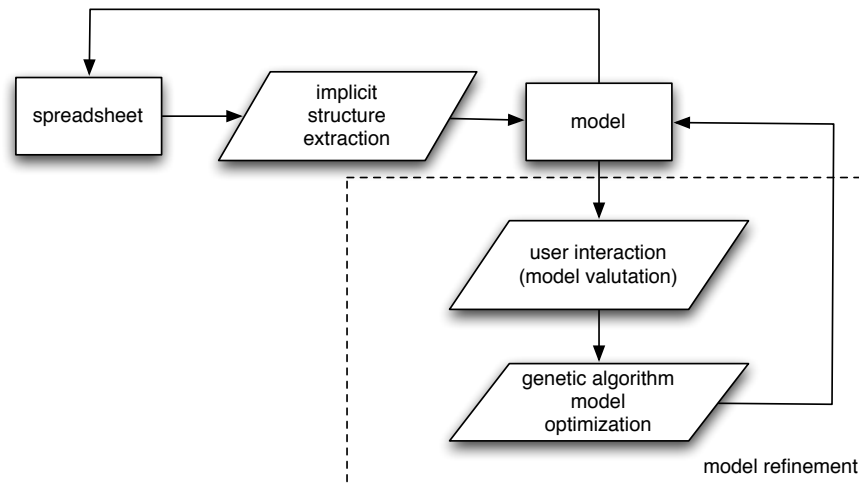 spreadsheet
implicit
structure
extraction
model
user interaction
(model valutation)
genetic algorithm
model
optimization
model refinement